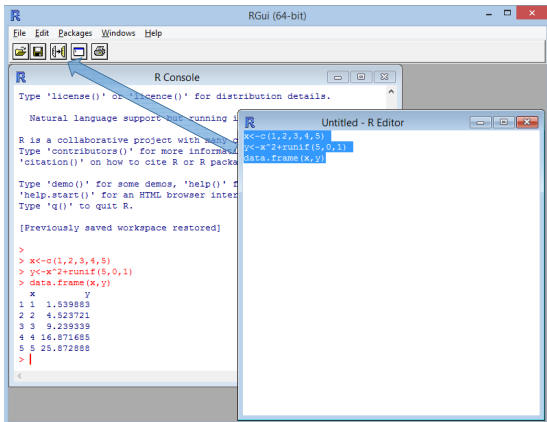 RGui (64-bit)
File Edit Packages Windows Help
R Console
Type 'license()' or 'licence()' for distribution details.
Natural language support but running i
R is a collaborative project with many c
Type 'contributors()' for more informat
'citation()' on how to cite R or R packa
Type 'demo()' for some demos, 'help()' f
'help.start()' for an HTML browser inter
Type 'q()' to quit R.
[Previously saved workspace restored]
>
> x<-c(1,2,3,4,5)
> y<-x^2+runif(5,0,1)
> data.frame(x,y)
x y
1 1 1.539883
2 2 4.523721
3 3 9.239339
4 4 16.871685
5 5 25.872888
>
Untitled - R Editor
x<-c(1,2,3,4,5)
y<-x^2+runif(5,0,1)
data.frame(x,y)